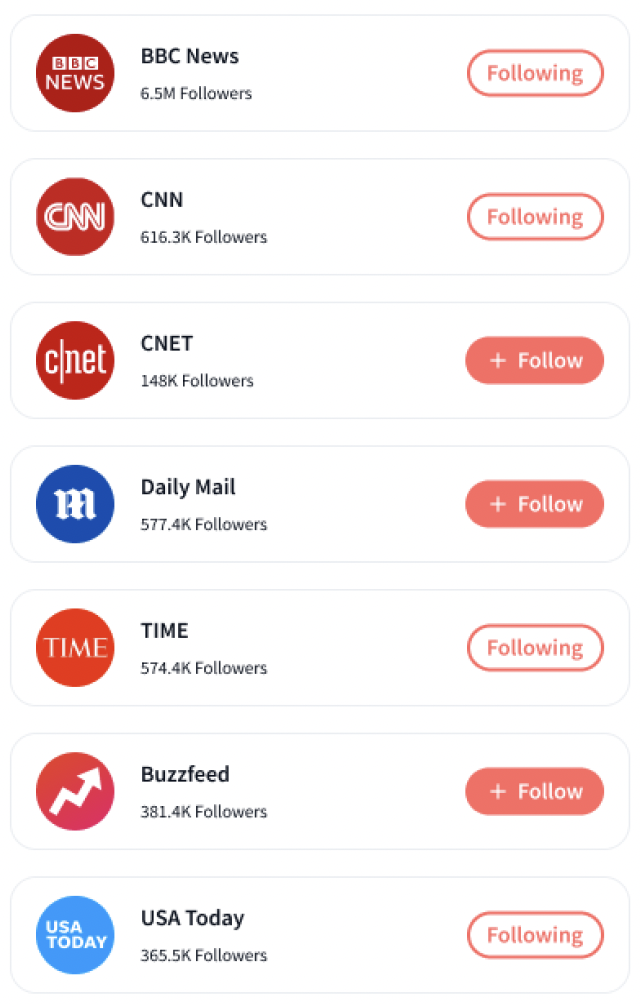 BBC
NEWS
BBC News
6.5M Followers
Following
CNN
CNN
616.3K Followers
Following
c|net
CNET
148K Followers
+ Follow
m
Daily Mail
577.4K Followers
+ Follow
TIME
TIME
574.4K Followers
Following
Buzzfeed
381.4K Followers
+ Follow
USA
TODAY
USA Today
365.5K Followers
Following